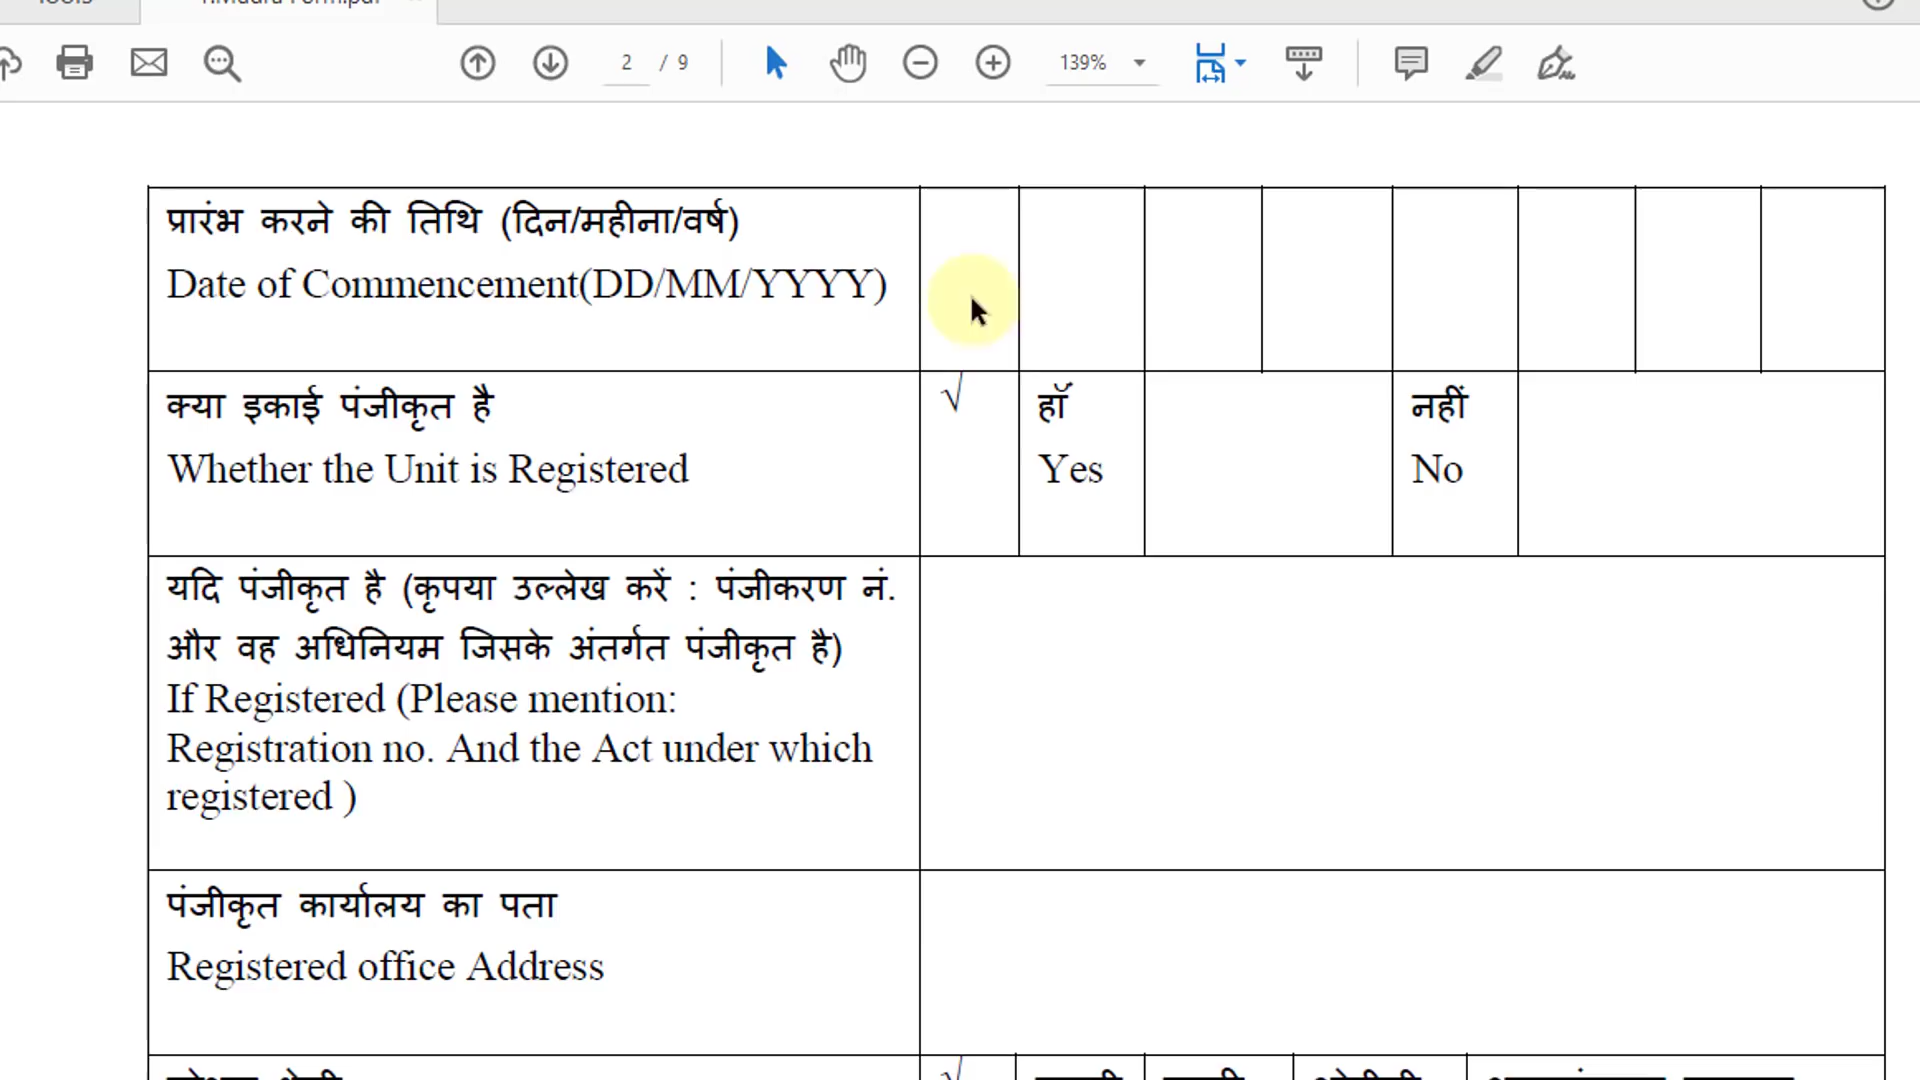 2 / 9
139%
प्रारंभ करने की तिथि (दिन/महीना/वर्ष)
Date of Commencement(DD/MM/YYYY)
क्या इकाई पंजीकृत है
√
हॉ
नहीं
Whether the Unit is Registered
Yes
No
यदि पंजीकृत है (कृपया उल्लेख करें : पंजीकरण नं.
और वह अधिनियम जिसके अंतर्गत पंजीकृत है)
If Registered (Please mention:
Registration no. And the Act under which
registered )
पंजीकृत कार्यालय का पता
Registered office Address
√